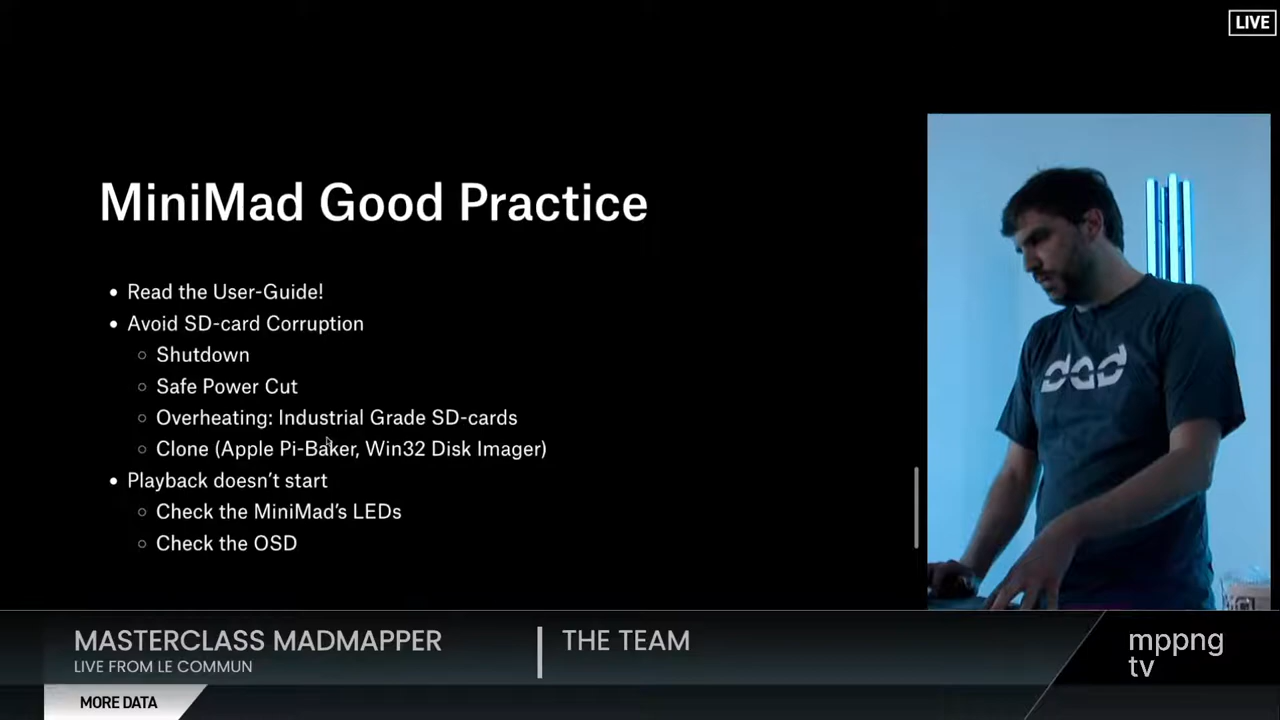 LIVE
MiniMad Good Practice
• Read the User-Guide!
• Avoid SD-card Corruption
○ Shutdown
○ Safe Power Cut
○ Overheating: Industrial Grade SD-cards
○ Clone (Apple Pi-Baker, Win32 Disk Imager)
• Playback doesn’t start
○ Check the MiniMad’s LEDs
○ Check the OSD
dad
MASTERCLASS MADMAPPER
LIVE FROM LE COMMUN
THE TEAM
mppng
tv
MORE DATA